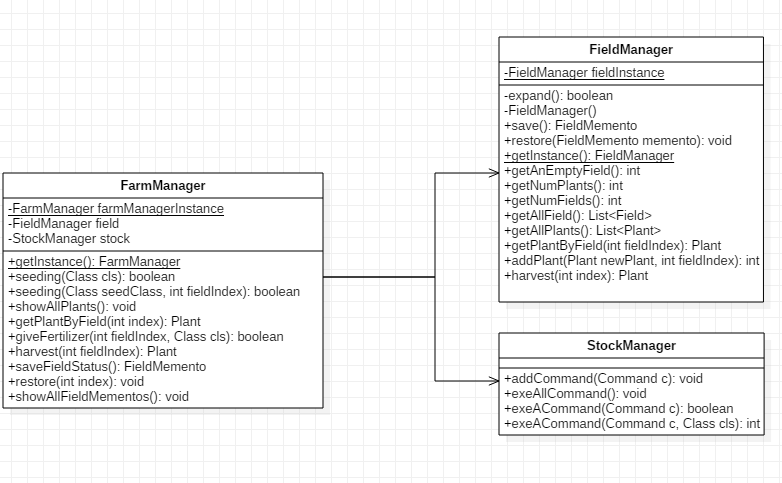 FieldManager
-FieldManager fieldInstance
-expand(): boolean
-FieldManager()
+save(): FieldMemento
+restore(FieldMemento memento): void
+getInstance(): FieldManager
+getAnEmptyField(): int
+getNumPlants(): int
+getNumFields(): int
+getAllField(): List<Field>
+getAllPlants(): List<Plant>
+getPlantByField(int fieldIndex): Plant
+addPlant(Plant newPlant, int fieldIndex): int
+harvest(int index): Plant
FarmManager
-FarmManager farmManagerInstance
-FieldManager field
-StockManager stock
+getInstance(): FarmManager
+seeding(Class cls): boolean
+seeding(Class seedClass, int fieldIndex): boolean
+showAllPlants(): void
+getPlantByField(int index): Plant
+giveFertilizer(int fieldIndex, Class cls): boolean
+harvest(int fieldIndex): Plant
+saveFieldStatus(): FieldMemento
+restore(int index): void
+showAllFieldMementos(): void
StockManager
+addCommand(Command c): void
+exeAllCommand(): void
+exeACommand(Command c): boolean
+exeACommand(Command c, Class cls): int